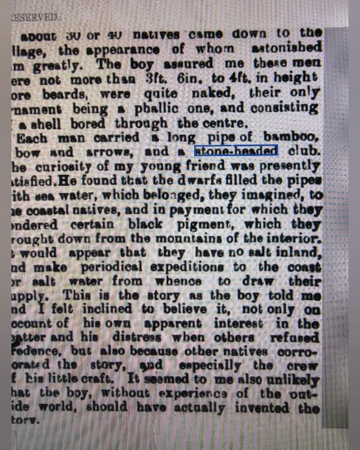 RESERVED.
about 30 or 40 natives came down to the
llage, the appearance of whom astonished
m greatly. The boy assured me these men
ere not more than 3ft. 6in. to 4ft. in height
ore beards, were quite naked, their only
nament being a phallic one, and consisting
a shell bored through the centre.
Each man carried a long pipe of bamboo,
bow and arrows, and a stone-headed club.
he curiosity of my young friend was presently
tisfied. He found that the dwarfs filled the pipes
ith sea water, which belonged, they imagined, to
e coastal natives, and in payment for which they
endered certain black pigment, which they
rought down from the mountains of the interior.
t would appear that they have no salt inland,
nd make periodical expeditions to the coast
or salt water from whence to draw their
upply. This is the story as the boy told me
nd I felt inclined to believe it, not only on
ccount of his own apparent interest in the
atter and his distress when others refused
redence, but also because other natives corro-
orated the story, and especially the crew
f his little craft. It seemed to me also unlikely
hat the boy, without experience of the out-
ide world, should have actually invented the
tory.